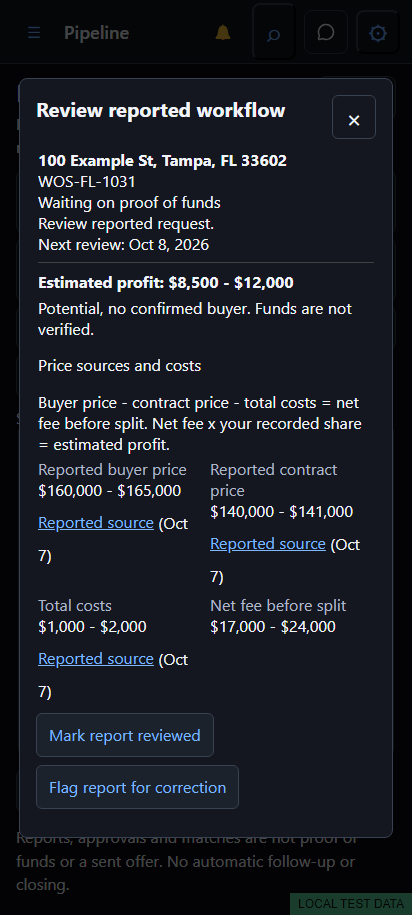 Pipeline
Review reported workflow
100 Example St, Tampa, FL 33602
WOS-FL-1031
Waiting on proof of funds
Review reported request.
Next review: Oct 8, 2026
Estimated profit: $8,500 - $12,000
Potential, no confirmed buyer. Funds are not
verified.
Price sources and costs
Buyer price - contract price - total costs = net
fee before split. Net fee x your recorded share
= estimated profit.
Reported buyer price
$160,000 - $165,000
Reported source (Oct
7)
Reported contract
price
$140,000 - $141,000
Reported source (Oct
7)
Total costs
$1,000 - $2,000
Reported source (Oct
7)
Net fee before split
$17,000 - $24,000
Mark report reviewed
Flag report for correction
Reports, approvals and matches are not proof of
funds or a sent offer. No automatic follow-up or
closing.
LOCAL TEST DATA